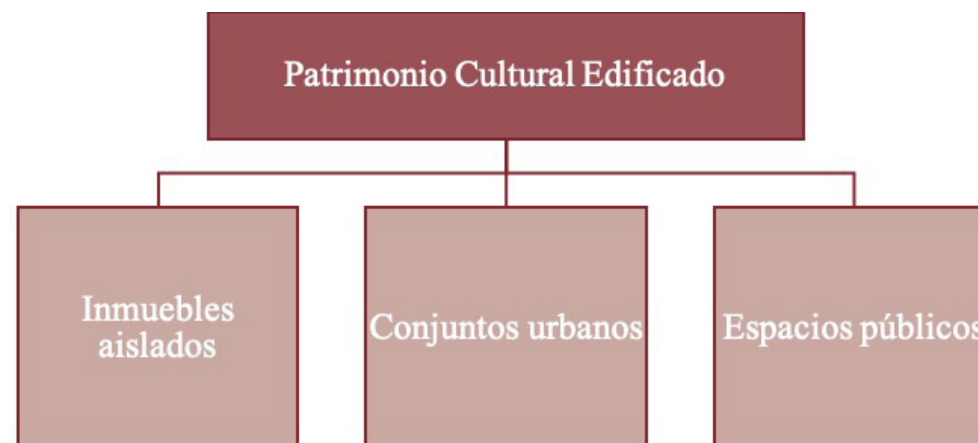 Patrimonio Cultural Edificado
Inmuebles
aislados
Conjuntos urbanos
Espacios públicos